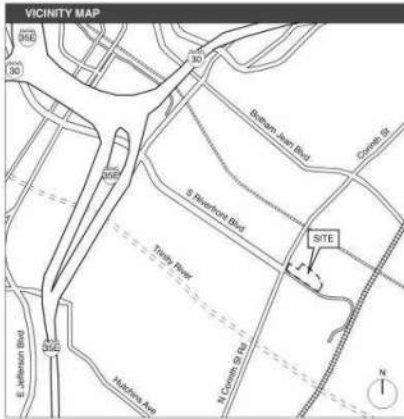 VICINITY MAP
35E
30
30
Botham Jean Blvd
Corinth St
35E
S Riverfront Blvd
SITE
Trinity River
E Jefferson Blvd
35E
N Corinth St Rd
Hutchins Ave
N